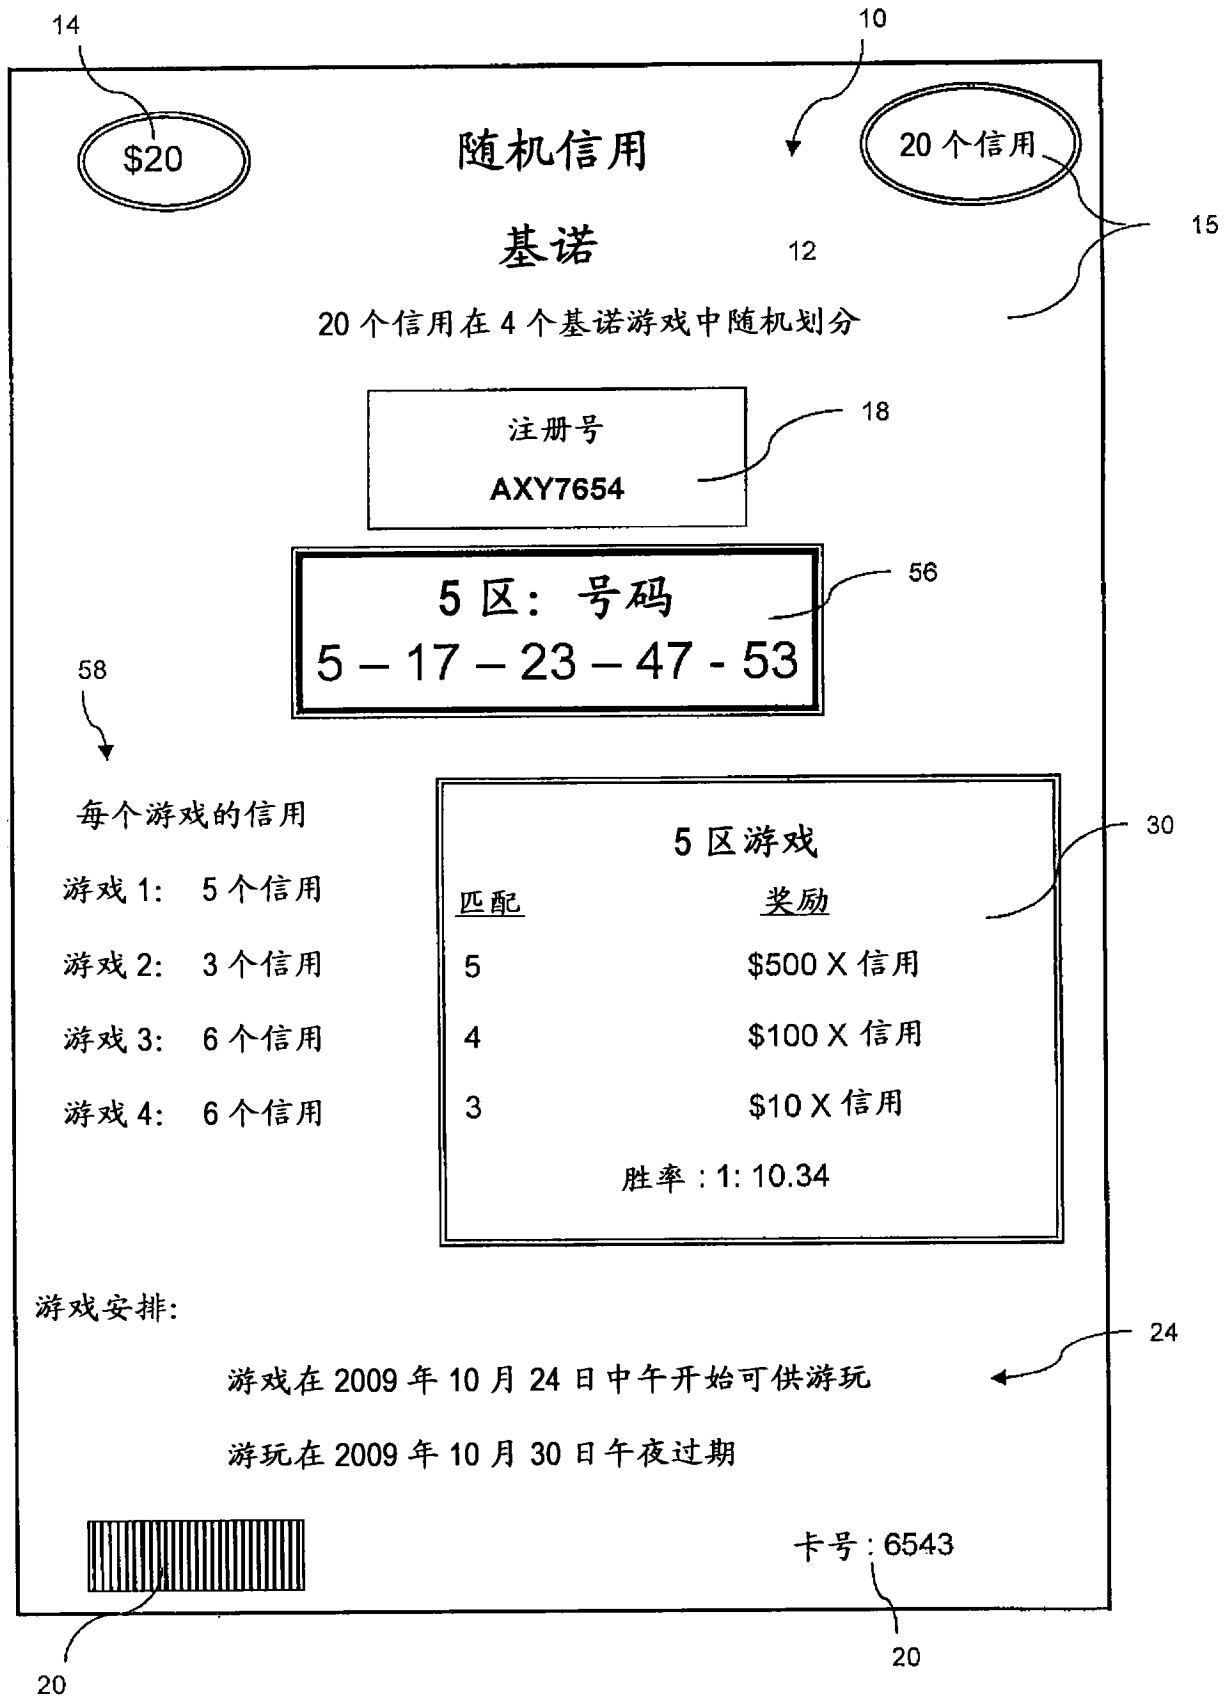 14
10
$20
随机信用
20 个信用
15
基诺
12
20 个信用在 4 个基诺游戏中随机划分
注册号
18
AXY7654
5 区: 号码
56
5 – 17 – 23 – 47 - 53
58
每个游戏的信用
游戏 1: 5 个信用
游戏 2: 3 个信用
游戏 3: 6 个信用
游戏 4: 6 个信用
5 区游戏
30
匹配 奖励
5 $500 X 信用
4 $100 X 信用
3 $10 X 信用
胜率 : 1: 10.34
游戏安排:
24
游戏在 2009 年 10 月 24 日中午开始可供游玩
游玩在 2009 年 10 月 30 日午夜过期
卡号 : 6543
20
20